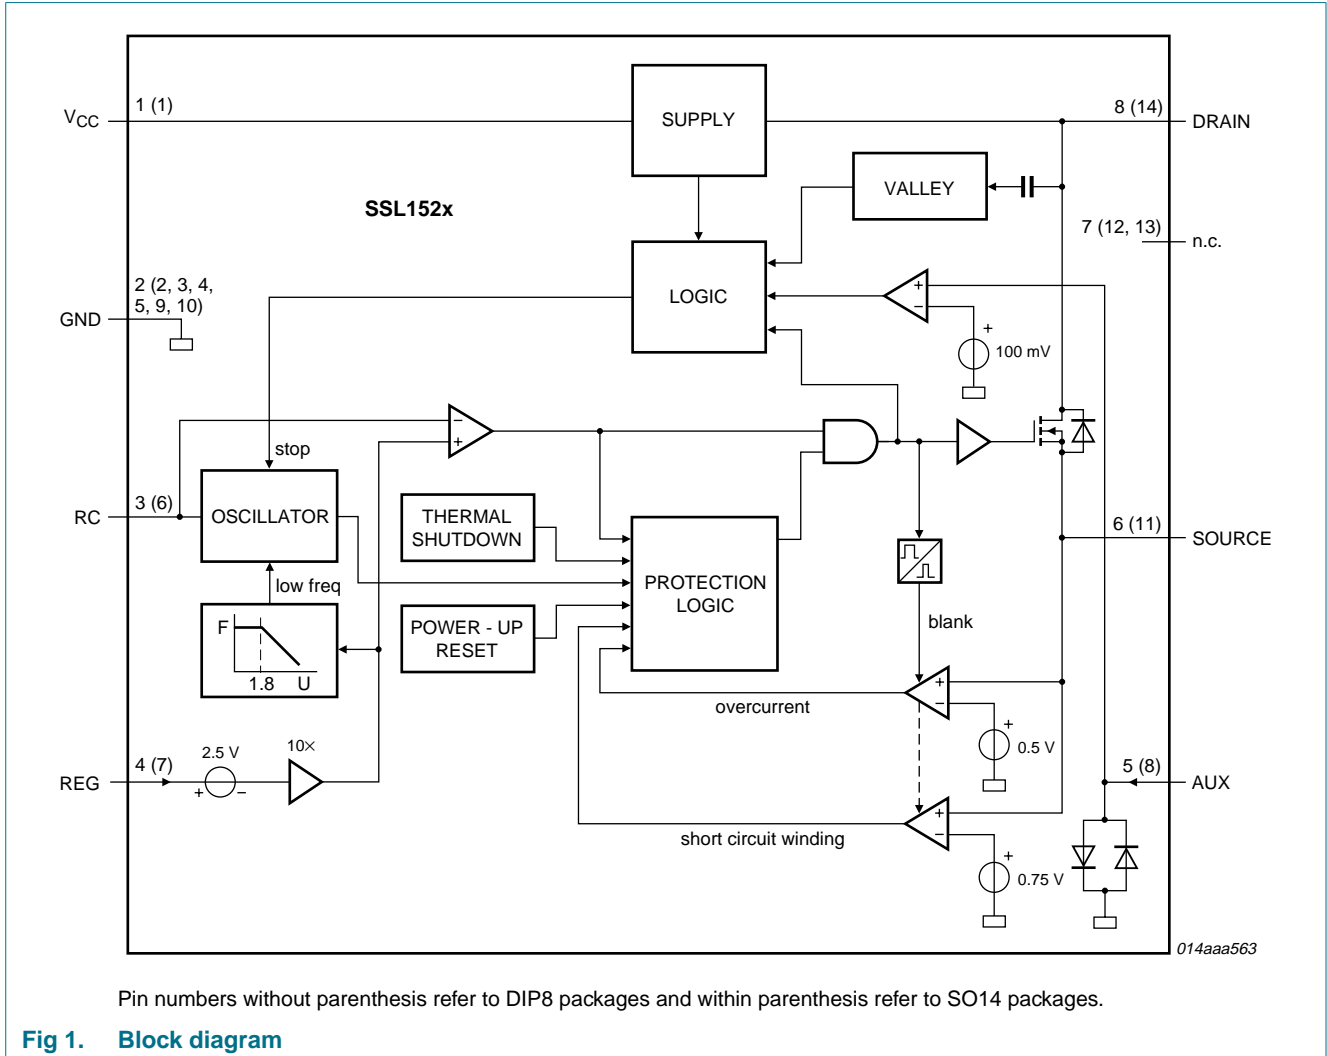 1 (1)
VCC
SUPPLY
8 (14)
DRAIN
VALLEY
SSL152x
7 (12, 13)
n.c.
2 (2, 3, 4,
5, 9, 10)
GND
LOGIC
+
−
+
100 mV
−
+
stop
3 (6)
RC
OSCILLATOR
THERMAL
SHUTDOWN
6 (11)
SOURCE
low freq
PROTECTION
LOGIC
F
1.8 U
POWER - UP
RESET
blank
+
−
overcurrent
+
0.5 V
2.5 V
10×
4 (7)
REG
+ −
5 (8)
AUX
+
−
short circuit winding
+
0.75 V
014aaa563
Pin numbers without parenthesis refer to DIP8 packages and within parenthesis refer to SO14 packages.
Fig 1. Block diagram